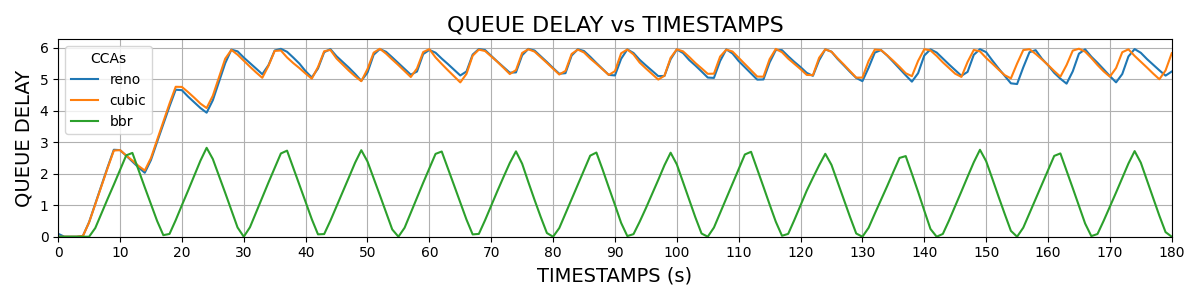 QUEUE DELAY vs TIMESTAMPS
QUEUE DELAY
6
5
4
3
2
1
0
CCAs
reno
cubic
bbr
0 10 20 30 40 50 60 70 80 90 100 110 120 130 140 150 160 170 180
TIMESTAMPS (s)